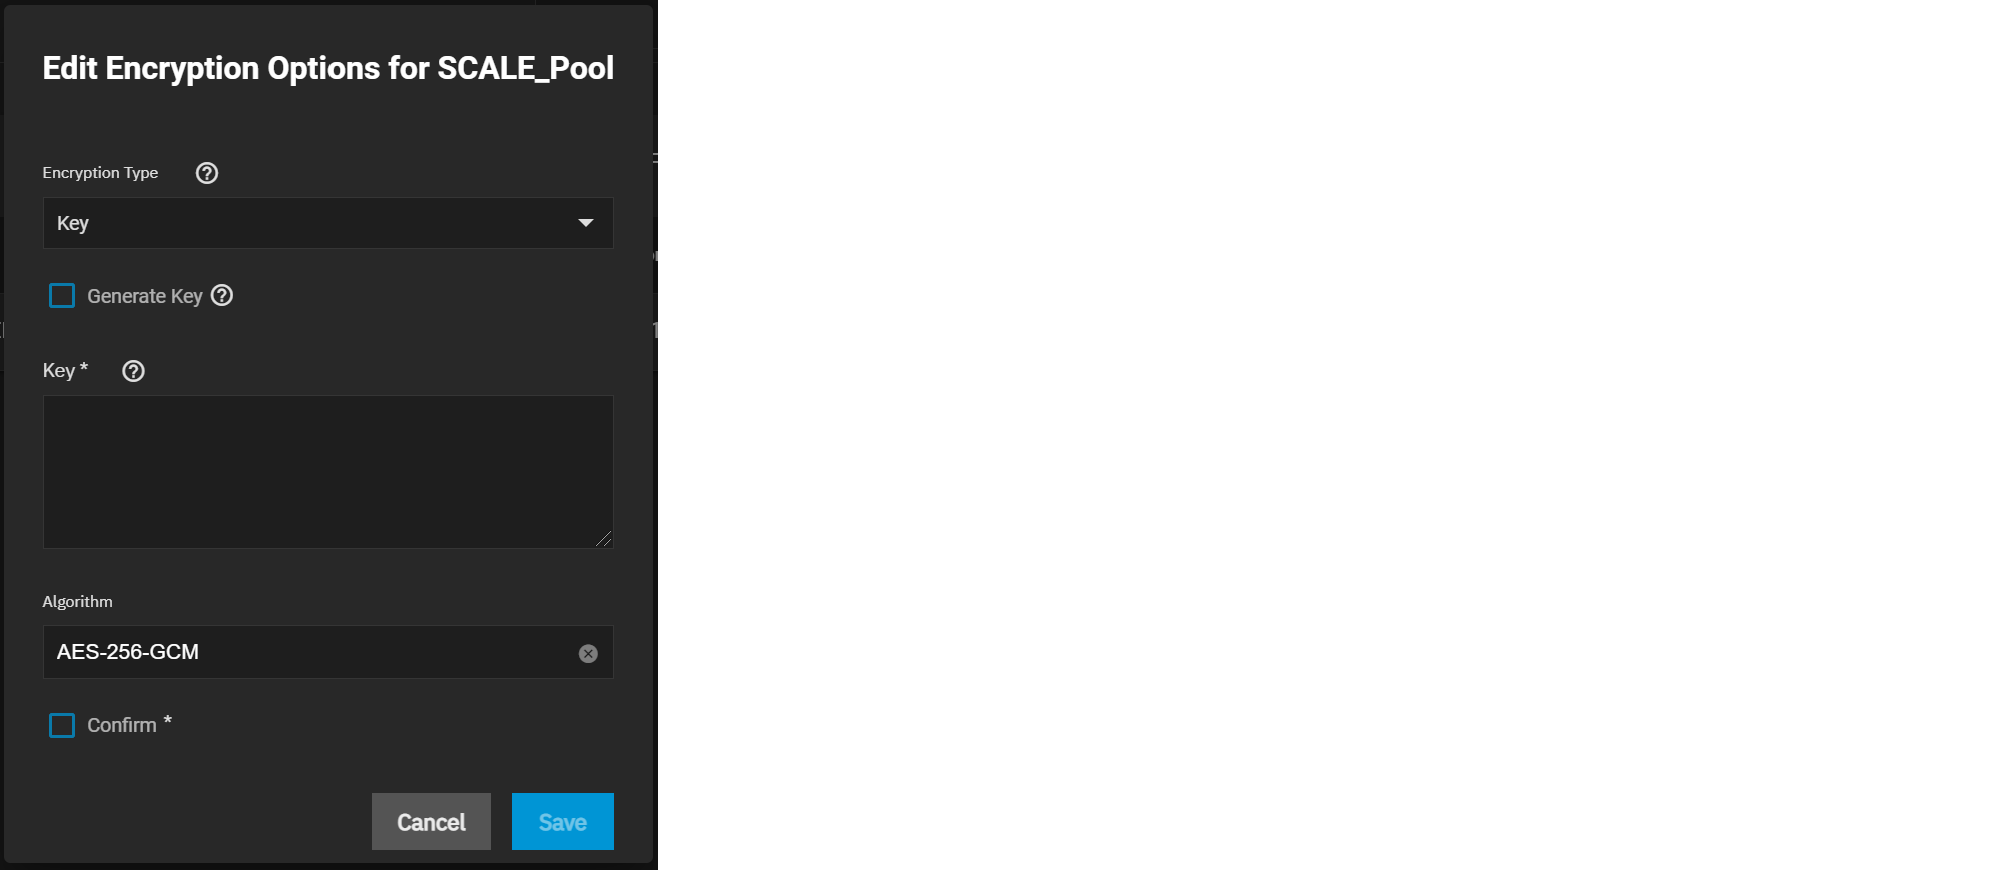 Edit Encryption Options for SCALE_Pool
Encryption Type
Key
Generate Key
Key *
Algorithm
AES-256-GCM
Confirm *
Cancel
Save